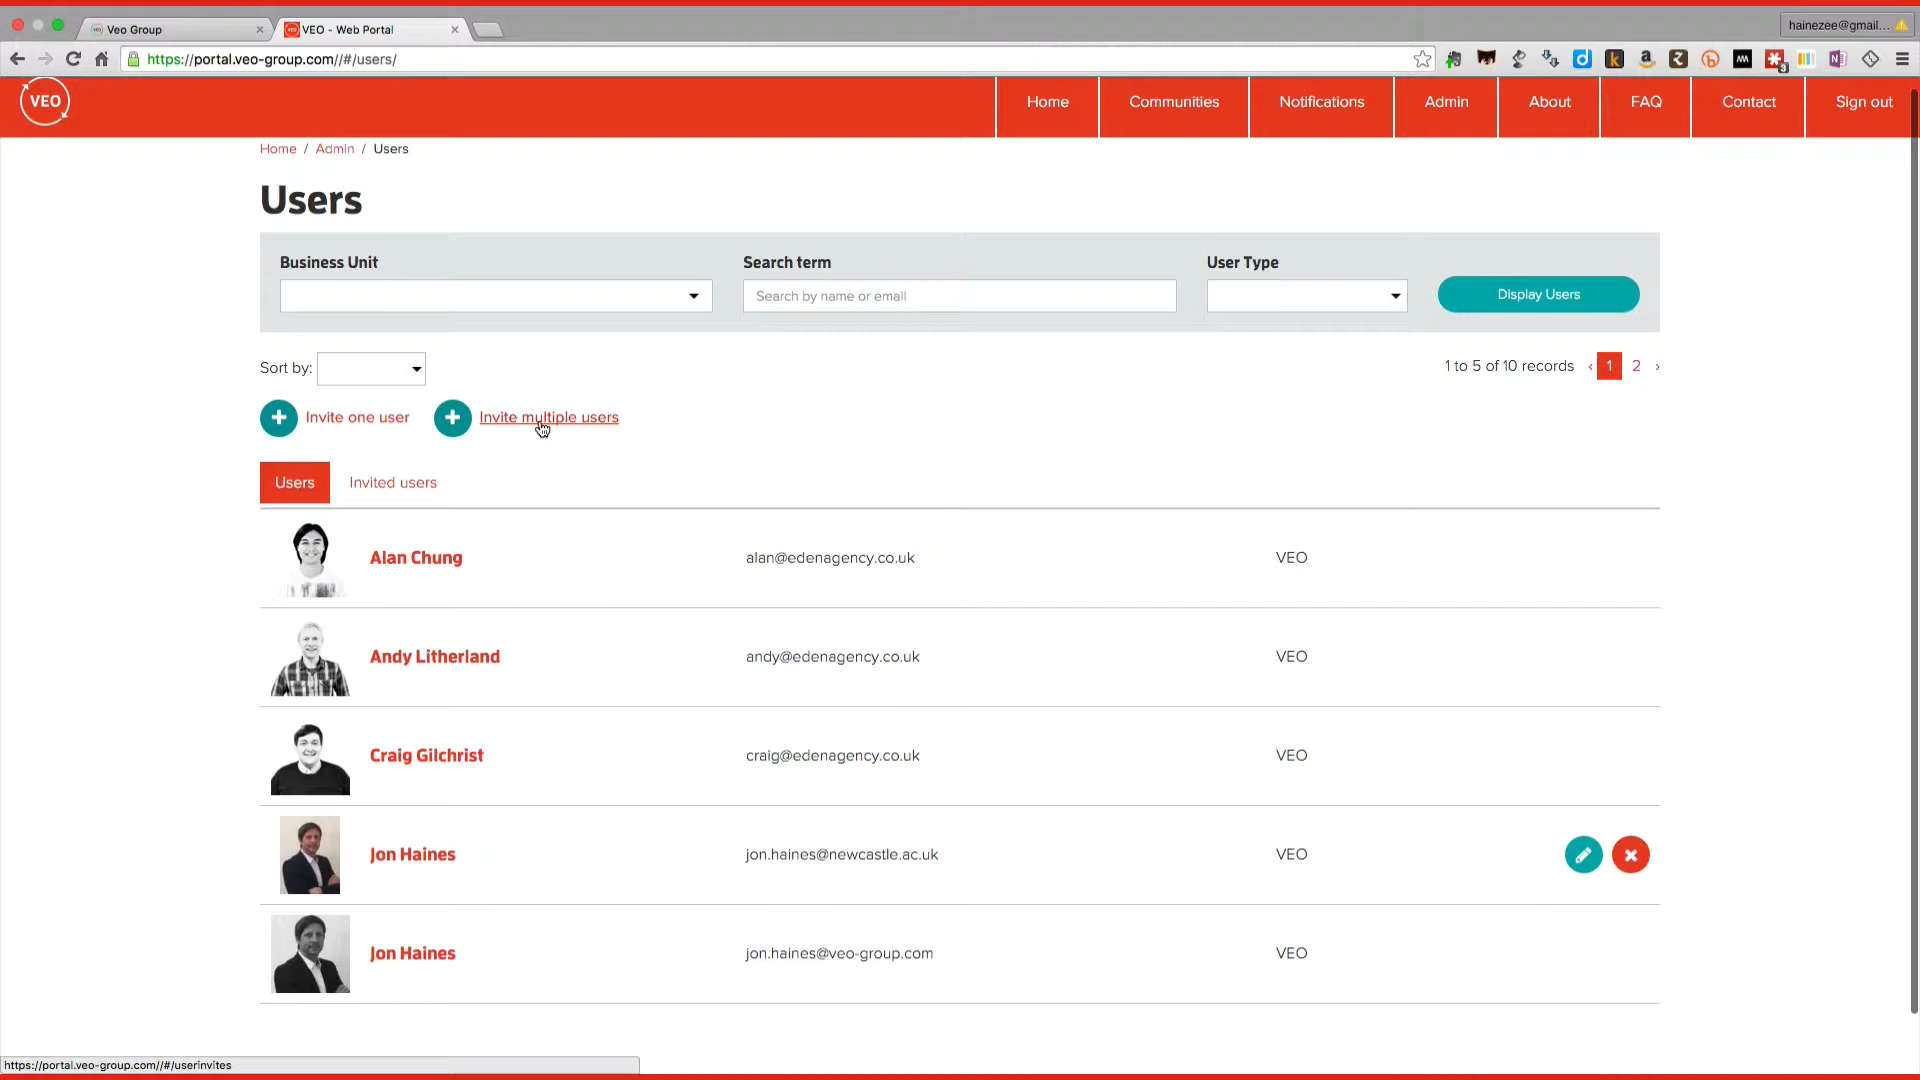 Veo Group
VEO - Web Portal
hainezee@gmail...
https://portal.veo-group.com//#/users/
3
VEO
Home
Communities
Notifications
Admin
About
FAQ
Contact
Sign out
Home / Admin / Users
Users
Business Unit
Search term
User Type
Search by name or email
Display Users
Sort by:
1 to 5 of 10 records ‹ 1 2 ›
Invite one user
Invite multiple users
Users
Invited users
Alan Chung alan@edenagency.co.uk VEO
Andy Litherland andy@edenagency.co.uk VEO
Craig Gilchrist craig@edenagency.co.uk VEO
Jon Haines jon.haines@newcastle.ac.uk VEO
Jon Haines jon.haines@veo-group.com VEO
https://portal.veo-group.com//#/userinvites